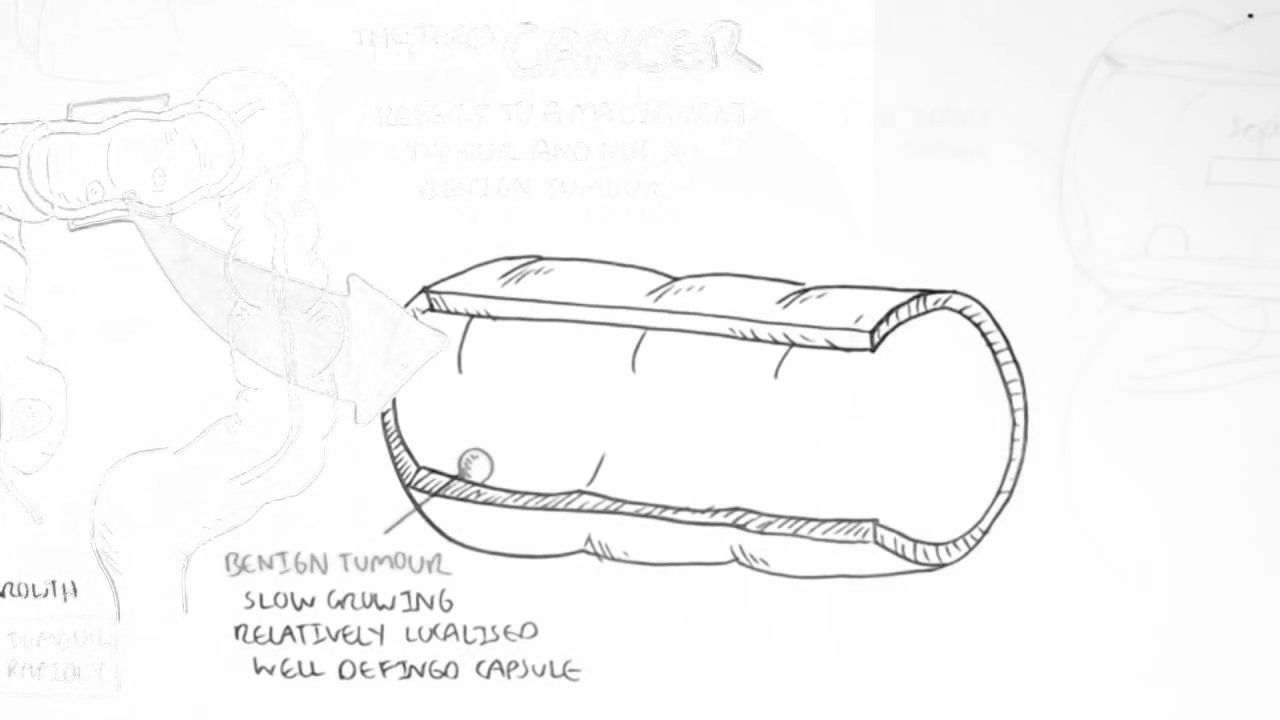 THE TERM CANCER
REFERS TO A MALIGNANT
TUMOUR AND NOT A
BENIGN TUMOUR
BENIGN TUMOUR
SLOW GROWING
RELATIVELY LOCALISED
WELL DEFINED CAPSULE
TUMOUR
RAPIDLY